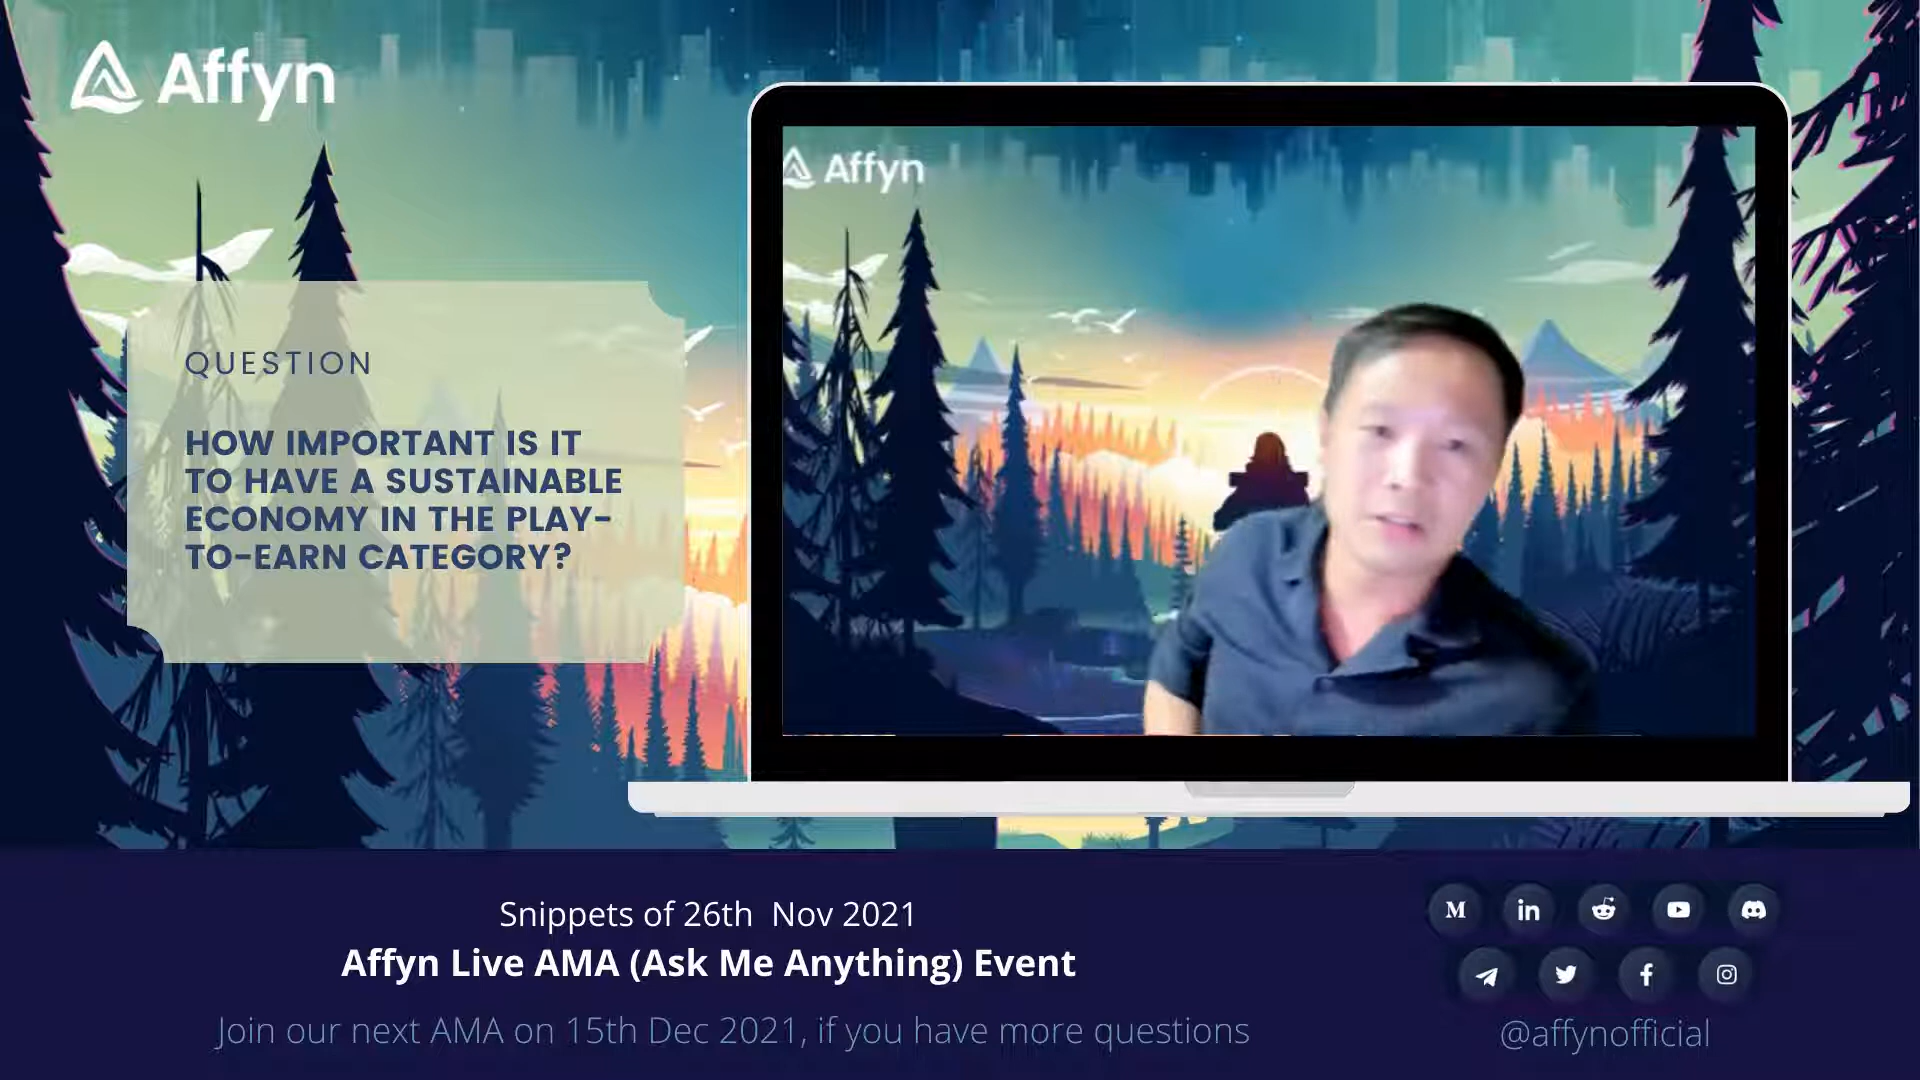 Affyn
Affyn
QUESTION
HOW IMPORTANT IS IT
TO HAVE A SUSTAINABLE
ECONOMY IN THE PLAY-
TO-EARN CATEGORY?
Snippets of 26th Nov 2021
Affyn Live AMA (Ask Me Anything) Event
Join our next AMA on 15th Dec 2021, if you have more questions
M in
f
@affynofficial